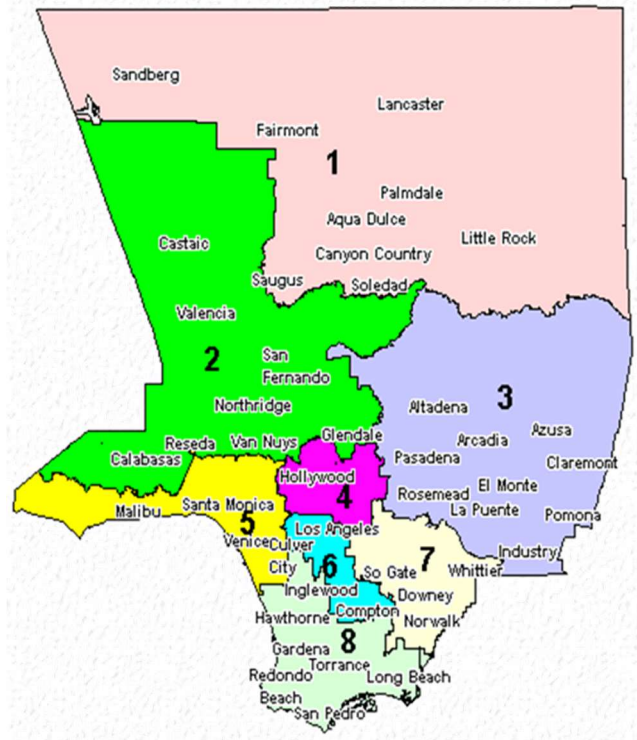 Sandberg
Lancaster
Fairmont
1
Palmdale
Aqua Dulce
Little Rock
Castaic
Canyon Country
Saugus
Soledad
Valencia
2
San
Fernando
3
Northridge
Altadena
Azusa
Reseda
Van Nuys
Glendale
Arcadia
Calabasas
Pasadena
Claremont
Hollywood
4
Rosemead
El Monte
La Puente
Malibu
Santa Monica
Pomona
5
Los Angeles
Venice
Culver
City
6
7
Industry
So Gate
Whittier
Inglewood
Downey
Compton
Hawthorne
Norwalk
8
Gardena
Torrance
Redondo
Beach
Long Beach
San Pedro